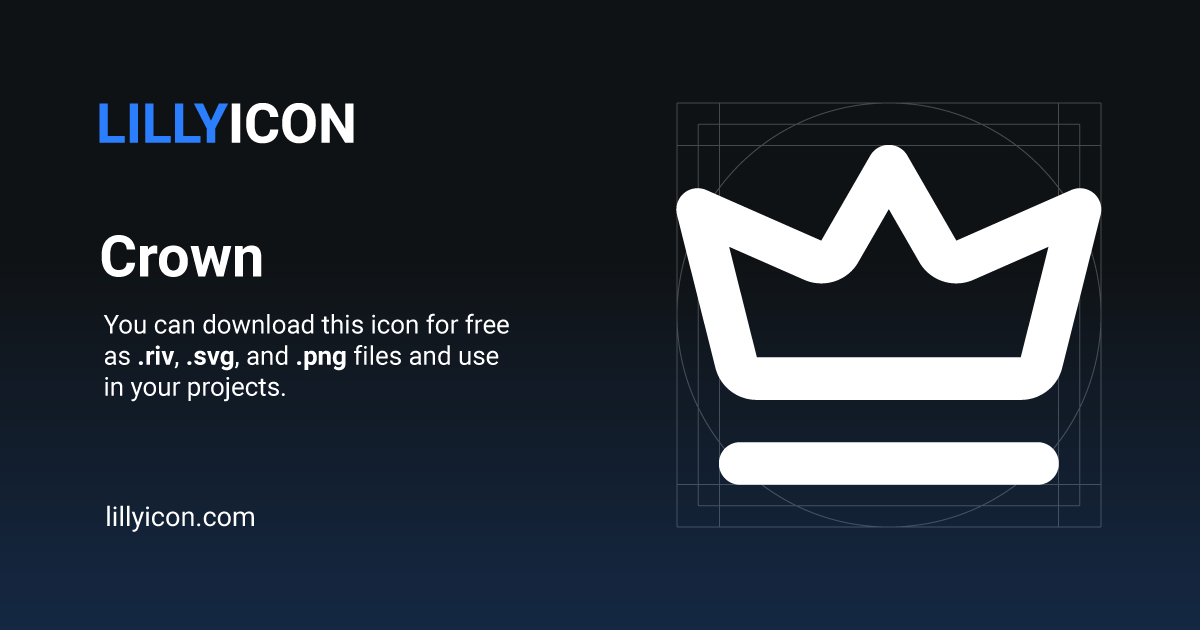 LILLYICON
Crown
You can download this icon for free
as .riv, .svg, and .png files and use
in your projects.
lillyicon.com